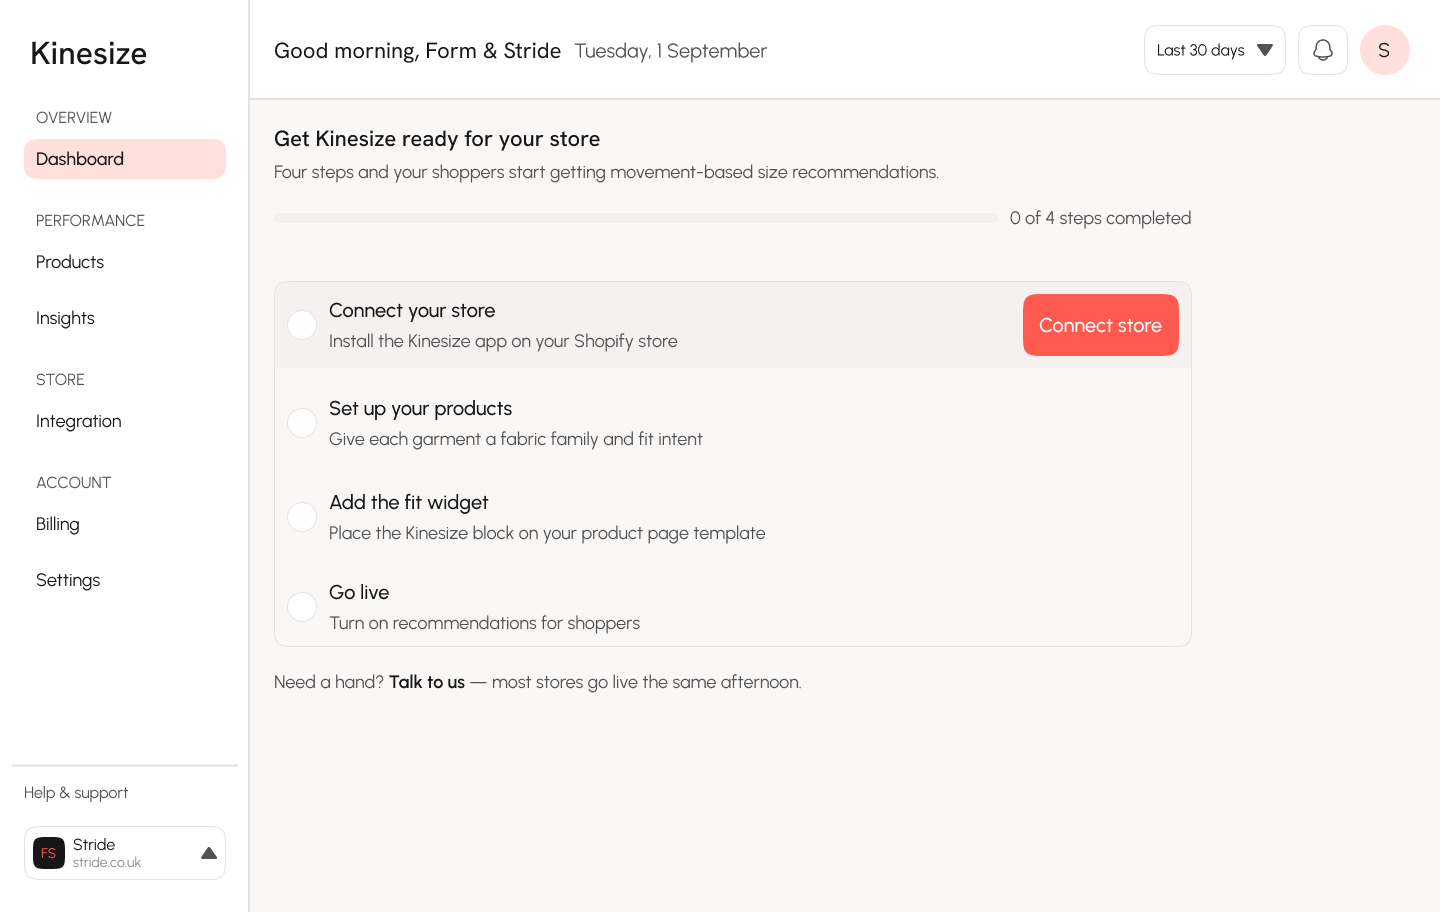 Kinesize
OVERVIEW
Dashboard
PERFORMANCE
Products
Insights
STORE
Integration
ACCOUNT
Billing
Settings
Help & support
FS
Stride
stride.co.uk
Good morning, Form & Stride Tuesday, 1 September
Last 30 days
S
Get Kinesize ready for your store
Four steps and your shoppers start getting movement-based size recommendations.
0 of 4 steps completed
Connect your store
Install the Kinesize app on your Shopify store
Connect store
Set up your products
Give each garment a fabric family and fit intent
Add the fit widget
Place the Kinesize block on your product page template
Go live
Turn on recommendations for shoppers
Need a hand? Talk to us — most stores go live the same afternoon.